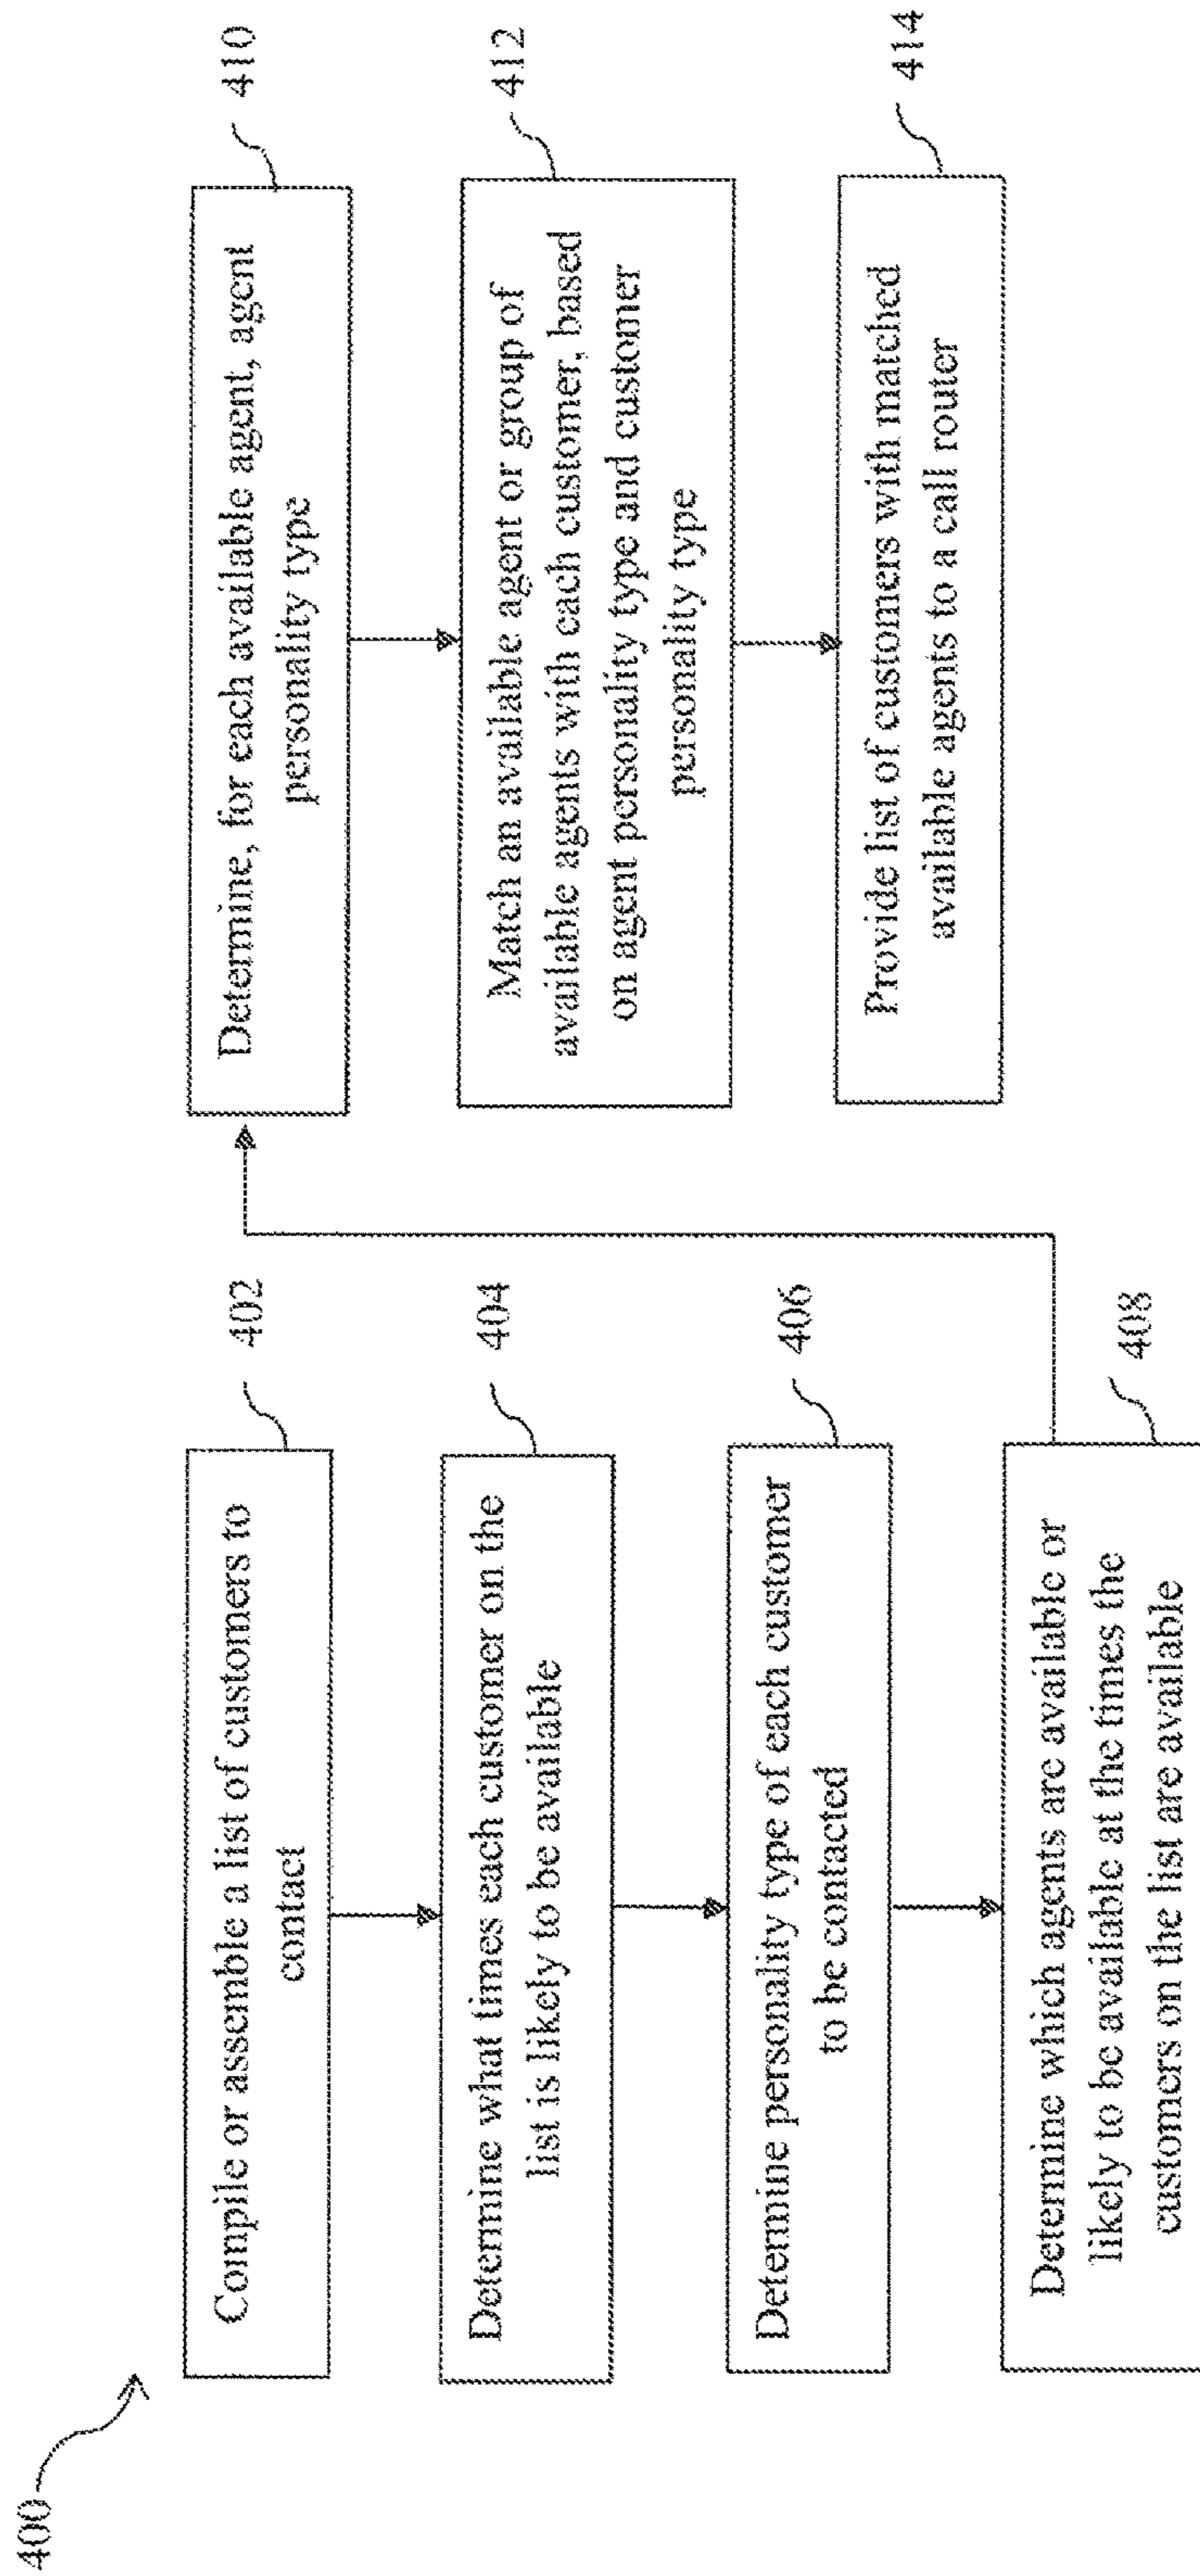 400
Compile or assemble a list of customers to
contact
402
Determine what times each customer on the
list is likely to be available
404
Determine personality type of each customer
to be contacted
406
Determine which agents are available or
likely to be available at the times the
customers on the list are available
408
Determine, for each available agent, agent
personality type
410
Match an available agent or group of
available agents with each customer, based
on agent personality type and customer
personality type
412
Provide list of customers with matched
available agents to a call router
414